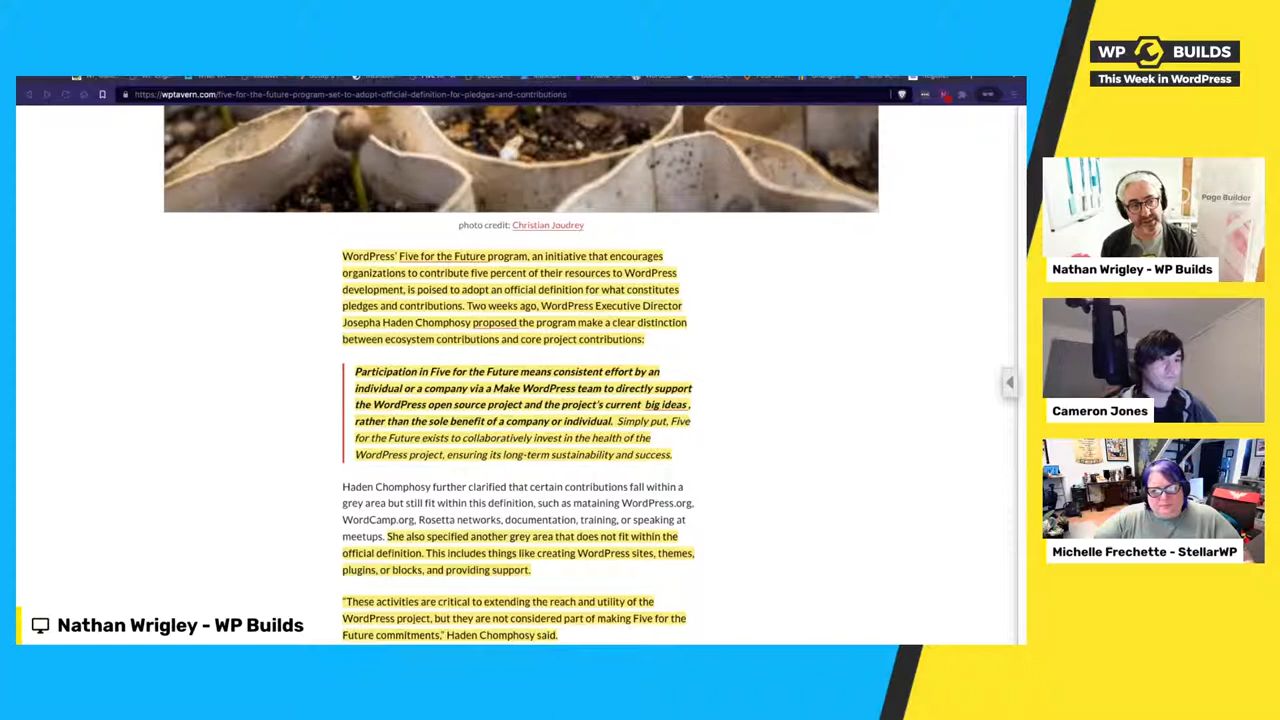 WP BUILDS
This Week in WordPress
https://wptavern.com/five-for-the-future-program-set-to-adopt-official-definition-for-pledges-and-contributions
photo credit: Christian Joudrey
WordPress' Five for the Future program, an initiative that encourages
organizations to contribute five percent of their resources to WordPress
development, is poised to adopt an official definition for what constitutes
pledges and contributions. Two weeks ago, WordPress Executive Director
Josepha Haden Chomphosy proposed the program make a clear distinction
between ecosystem contributions and core project contributions:
Participation in Five for the Future means consistent effort by an
individual or a company via a Make WordPress team to directly support
the WordPress open source project and the project's current big ideas,
rather than the sole benefit of a company or individual. Simply put, Five
for the Future exists to collaboratively invest in the health of the
WordPress project, ensuring its long-term sustainability and success.
Haden Chomphosy further clarified that certain contributions fall within a
grey area but still fit within this definition, such as mataining WordPress.org,
WordCamp.org, Rosetta networks, documentation, training, or speaking at
meetups. She also specified another grey area that does not fit within the
official definition. This includes things like creating WordPress sites, themes,
plugins, or blocks, and providing support.
"These activities are critical to extending the reach and utility of the
WordPress project, but they are not considered part of making Five for the
Future commitments," Haden Chomphosy said.
Nathan Wrigley - WP Builds
Page Builder
Nathan Wrigley - WP Builds
Cameron Jones
Michelle Frechette - StellarWP